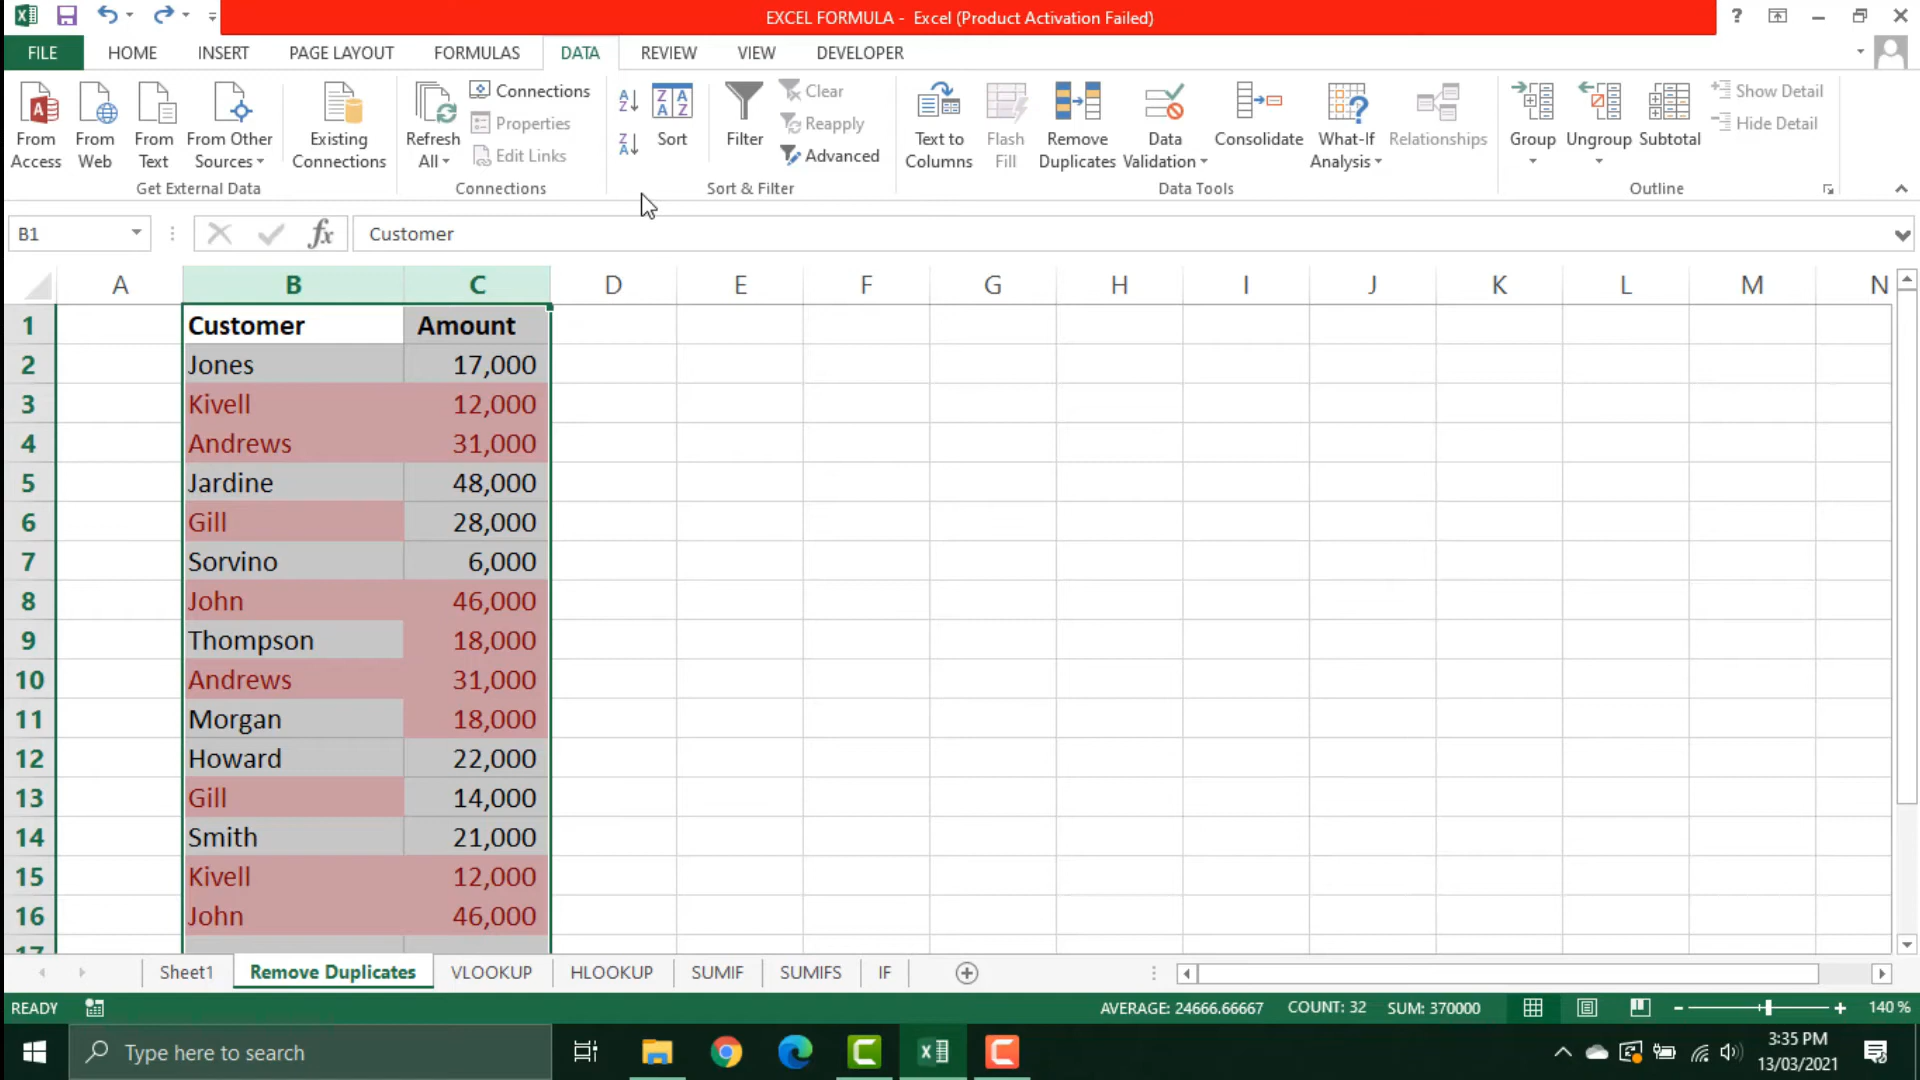 EXCEL FORMULA - Excel (Product Activation Failed)
?
FILE HOME INSERT PAGE LAYOUT FORMULAS DATA REVIEW VIEW DEVELOPER
From Access
From Web
From Text
From Other Sources
Existing Connections
Get External Data
Refresh All
Connections
Properties
Edit Links
Connections
Sort
Filter
Clear
Reapply
Advanced
Sort & Filter
Text to Columns
Flash Fill
Remove Duplicates
Data Validation
Consolidate
What-If Analysis
Relationships
Data Tools
Group
Ungroup
Subtotal
Show Detail
Hide Detail
Outline
B1 fx Customer
A B C D E F G H I J K L M N
1 Customer Amount
2 Jones 17,000
3 Kivell 12,000
4 Andrews 31,000
5 Jardine 48,000
6 Gill 28,000
7 Sorvino 6,000
8 John 46,000
9 Thompson 18,000
10 Andrews 31,000
11 Morgan 18,000
12 Howard 22,000
13 Gill 14,000
14 Smith 21,000
15 Kivell 12,000
16 John 46,000
17
Sheet1 Remove Duplicates VLOOKUP HLOOKUP SUMIF SUMIFS IF
READY AVERAGE: 24666.66667 COUNT: 32 SUM: 370000 140 %
Type here to search
3:35 PM
13/03/2021